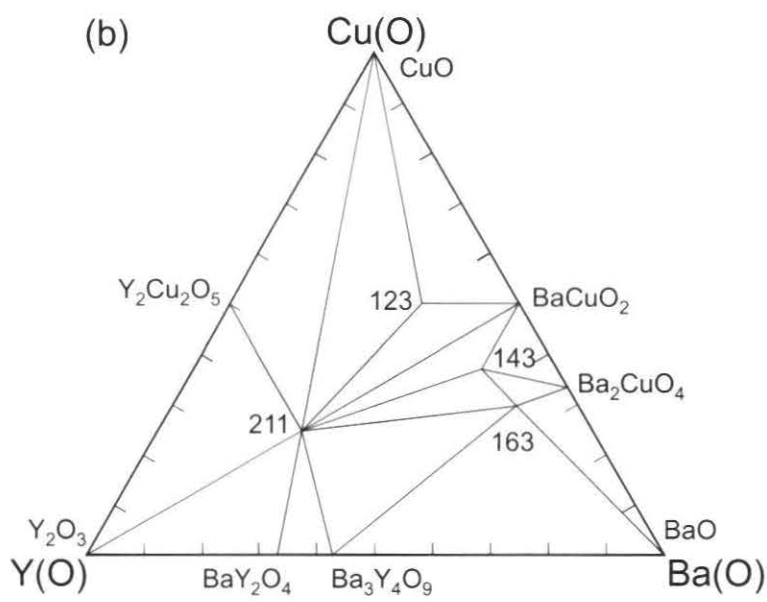 (b)
Cu(O)
CuO
Y₂Cu₂O₅
123
BaCuO₂
143
Ba₂CuO₄
211
163
Y₂O₃
BaO
Y(O)
BaY₂O₄
Ba₃Y₄O₉
Ba(O)